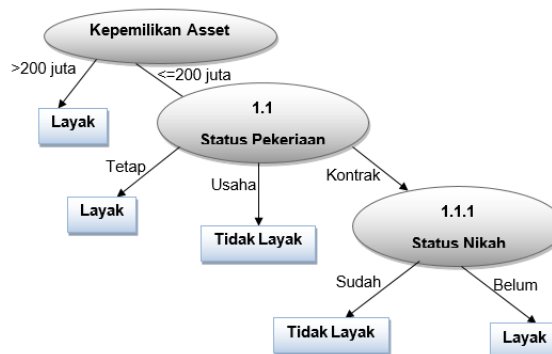 Kepemilikan Asset
>200 juta
<=200 juta
Layak
1.1
Status Pekerjaan
Tetap
Usaha
Kontrak
Layak
Tidak Layak
1.1.1
Status Nikah
Sudah
Belum
Tidak Layak
Layak